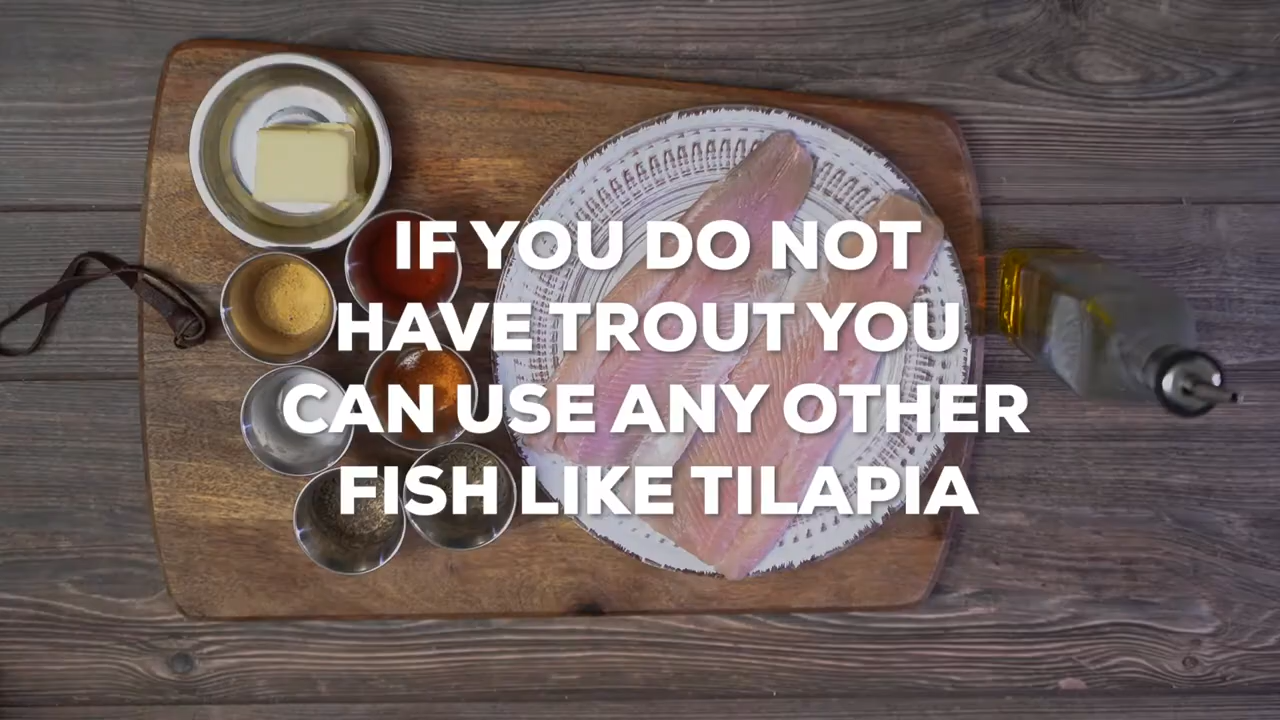 IF YOU DO NOT
HAVE TROUT YOU
CAN USE ANY OTHER
FISH LIKE TILAPIA